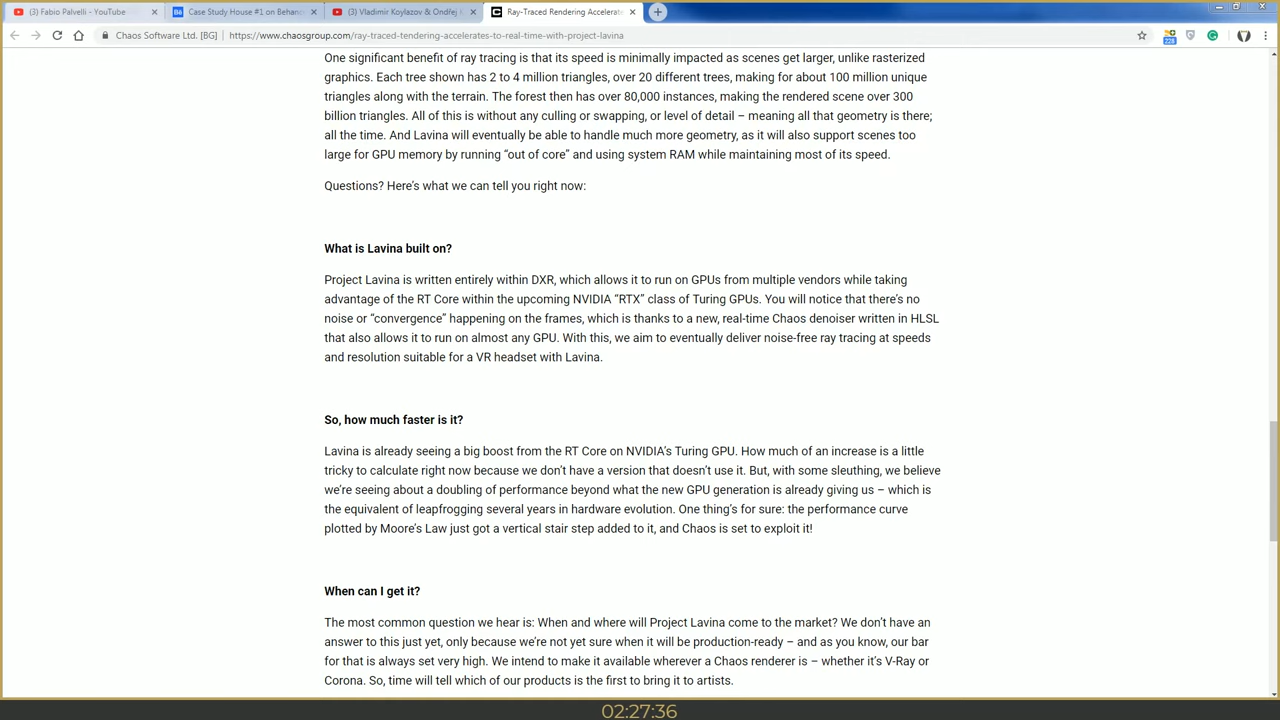 (3) Fabio Palvelli - YouTube
Case Study House #1 on Behanc
(3) Vladimir Koylazov & Ondřej
Ray-Traced Rendering Accelerate
Chaos Software Ltd. [BG]
https://www.chaosgroup.com/ray-traced-tendering-accelerates-to-real-time-with-project-lavina
228
One significant benefit of ray tracing is that its speed is minimally impacted as scenes get larger, unlike rasterized
graphics. Each tree shown has 2 to 4 million triangles, over 20 different trees, making for about 100 million unique
triangles along with the terrain. The forest then has over 80,000 instances, making the rendered scene over 300
billion triangles. All of this is without any culling or swapping, or level of detail – meaning all that geometry is there;
all the time. And Lavina will eventually be able to handle much more geometry, as it will also support scenes too
large for GPU memory by running “out of core” and using system RAM while maintaining most of its speed.
Questions? Here’s what we can tell you right now:
What is Lavina built on?
Project Lavina is written entirely within DXR, which allows it to run on GPUs from multiple vendors while taking
advantage of the RT Core within the upcoming NVIDIA “RTX” class of Turing GPUs. You will notice that there’s no
noise or “convergence” happening on the frames, which is thanks to a new, real-time Chaos denoiser written in HLSL
that also allows it to run on almost any GPU. With this, we aim to eventually deliver noise-free ray tracing at speeds
and resolution suitable for a VR headset with Lavina.
So, how much faster is it?
Lavina is already seeing a big boost from the RT Core on NVIDIA’s Turing GPU. How much of an increase is a little
tricky to calculate right now because we don’t have a version that doesn’t use it. But, with some sleuthing, we believe
we’re seeing about a doubling of performance beyond what the new GPU generation is already giving us – which is
the equivalent of leapfrogging several years in hardware evolution. One thing’s for sure: the performance curve
plotted by Moore’s Law just got a vertical stair step added to it, and Chaos is set to exploit it!
When can I get it?
The most common question we hear is: When and where will Project Lavina come to the market? We don’t have an
answer to this just yet, only because we’re not yet sure when it will be production-ready – and as you know, our bar
for that is always set very high. We intend to make it available wherever a Chaos renderer is – whether it’s V-Ray or
Corona. So, time will tell which of our products is the first to bring it to artists.
02:27:36